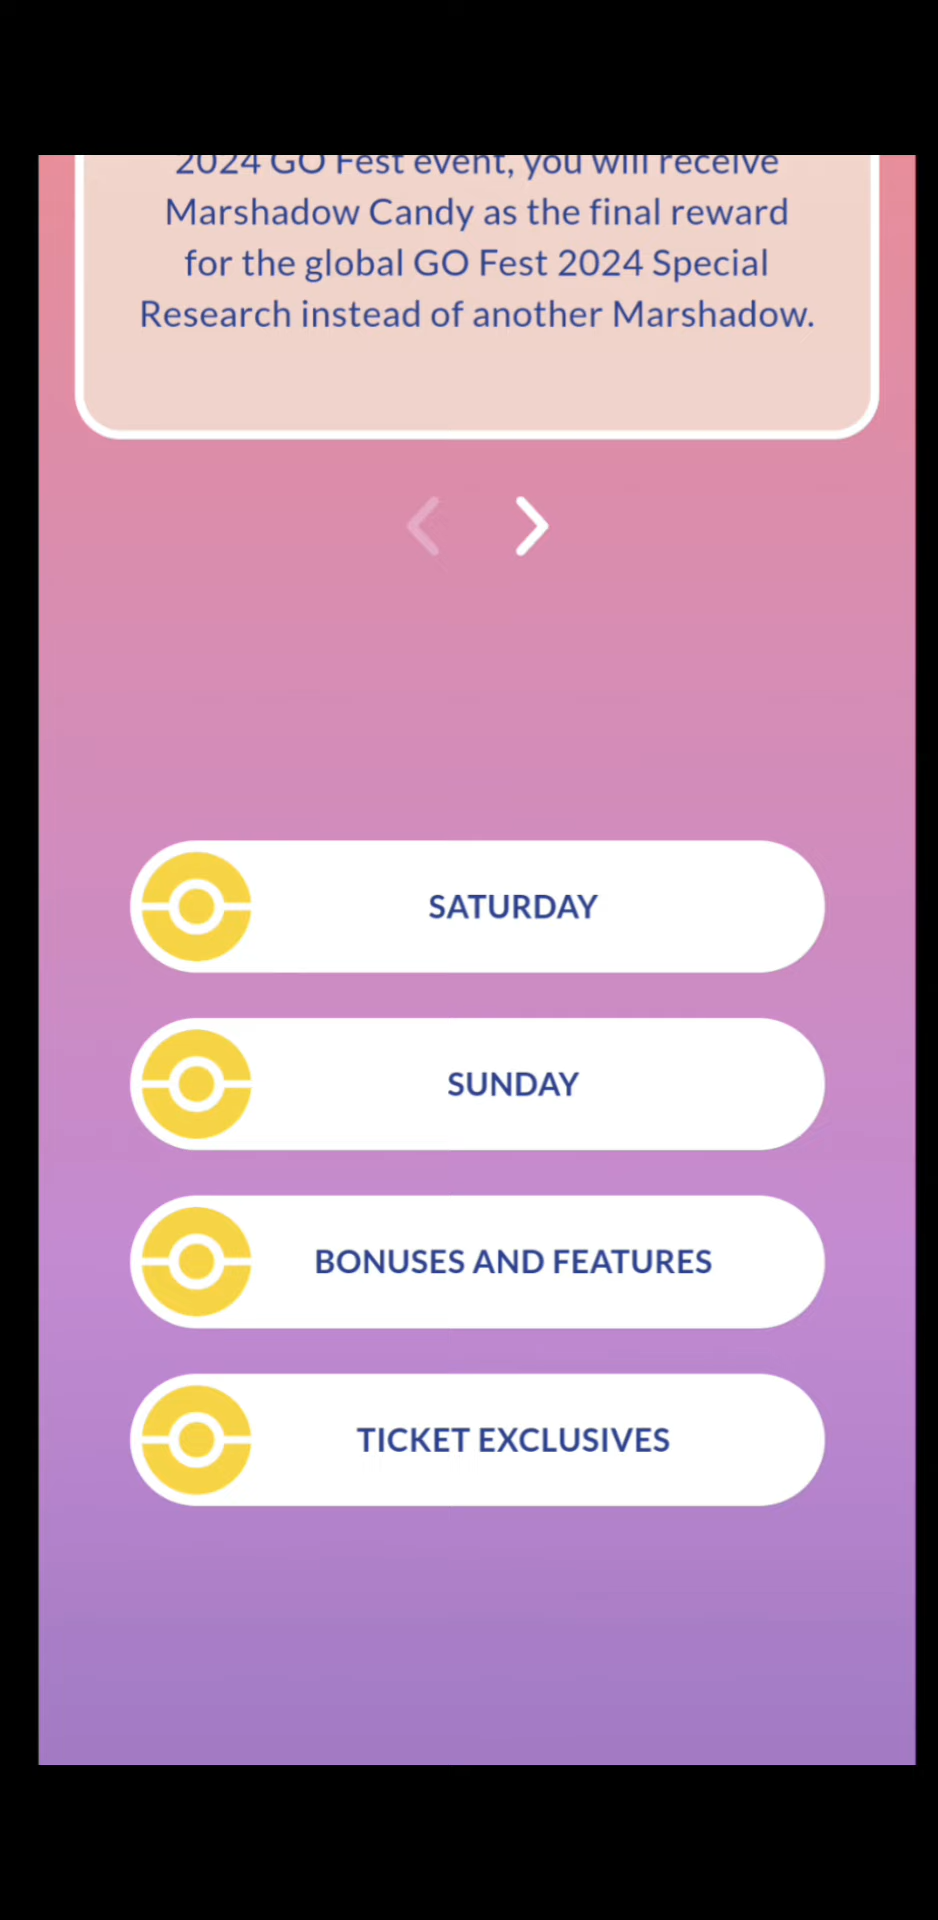 2024 GO Fest event, you will receive
Marshadow Candy as the final reward
for the global GO Fest 2024 Special
Research instead of another Marshadow.
SATURDAY
SUNDAY
BONUSES AND FEATURES
TICKET EXCLUSIVES